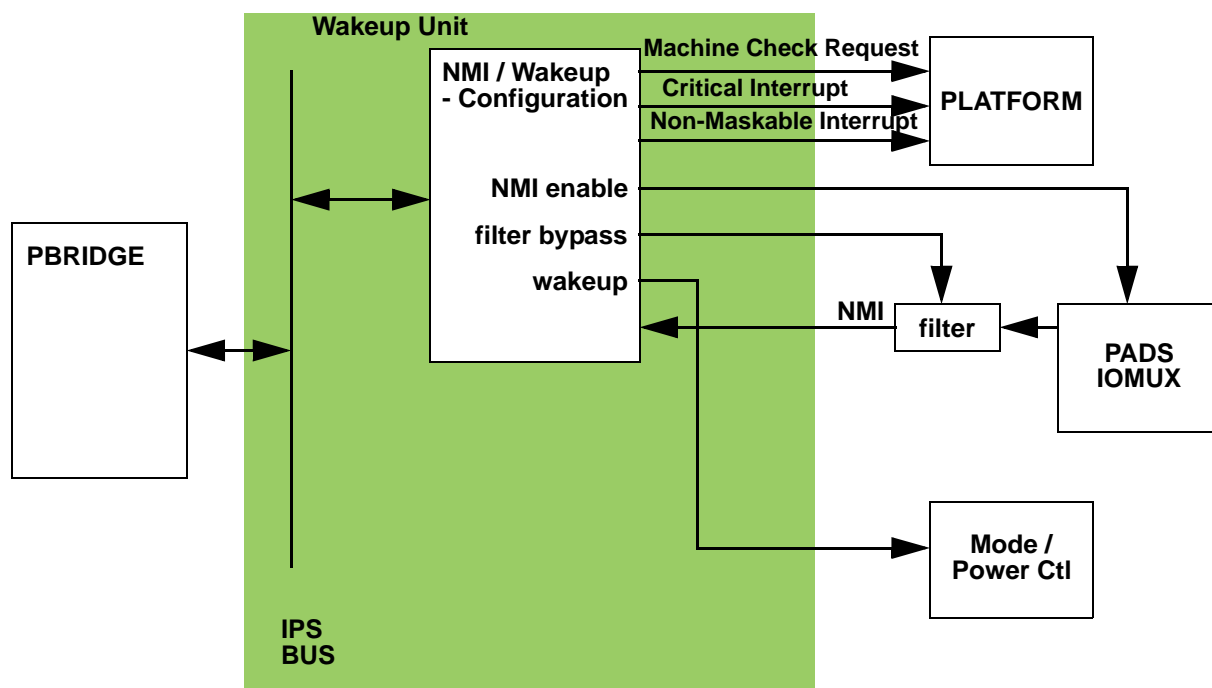 Wakeup Unit
NMI / Wakeup
- Configuration
Machine Check Request
Critical Interrupt
Non-Maskable Interrupt
PLATFORM
NMI enable
filter bypass
wakeup
PBRIDGE
NMI
filter
PADS
IOMUX
Mode /
Power Ctl
IPS
BUS